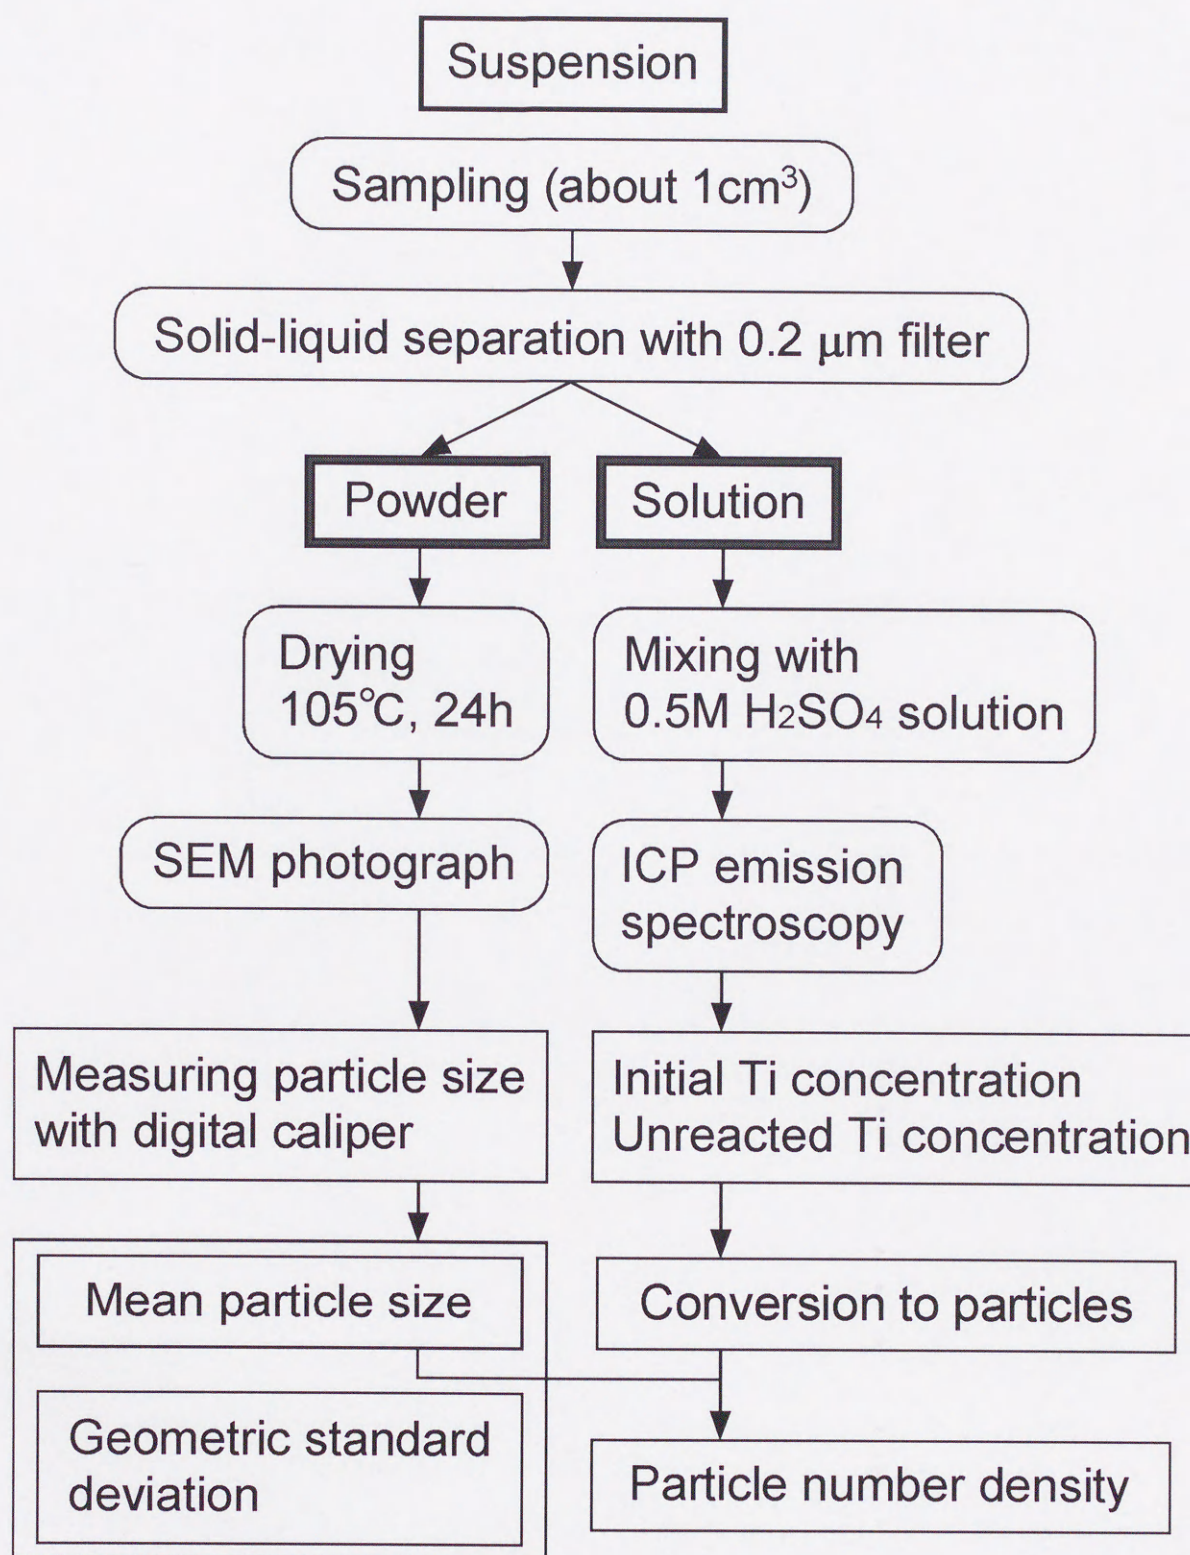 Suspension
Sampling (about 1cm³)
Solid-liquid separation with 0.2 μm filter
Powder
Solution
Drying
105℃, 24h
Mixing with
0.5M H₂SO₄ solution
SEM photograph
ICP emission
spectroscopy
Measuring particle size
with digital caliper
Initial Ti concentration
Unreacted Ti concentration
Mean particle size
Conversion to particles
Geometric standard
deviation
Particle number density